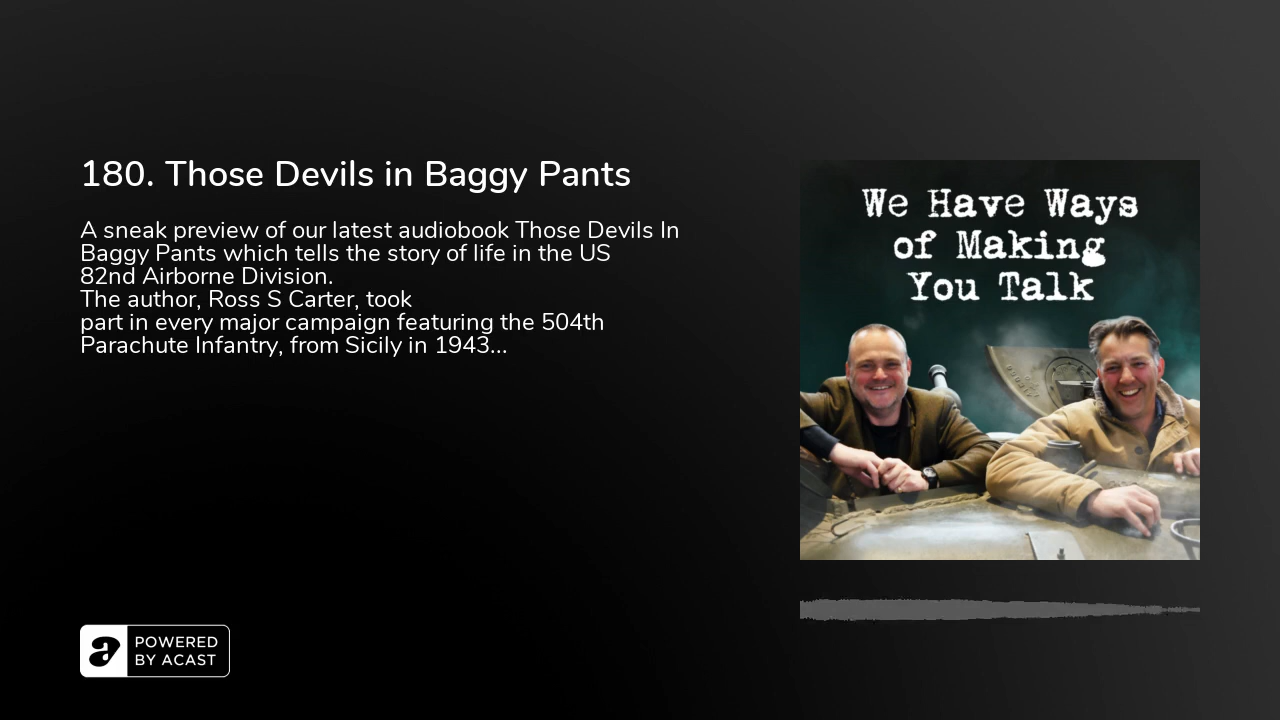 180. Those Devils in Baggy Pants
A sneak preview of our latest audiobook Those Devils In
Baggy Pants which tells the story of life in the US
82nd Airborne Division.
The author, Ross S Carter, took
part in every major campaign featuring the 504th
Parachute Infantry, from Sicily in 1943...
We Have Ways
of Making
You Talk
POWERED
BY ACAST